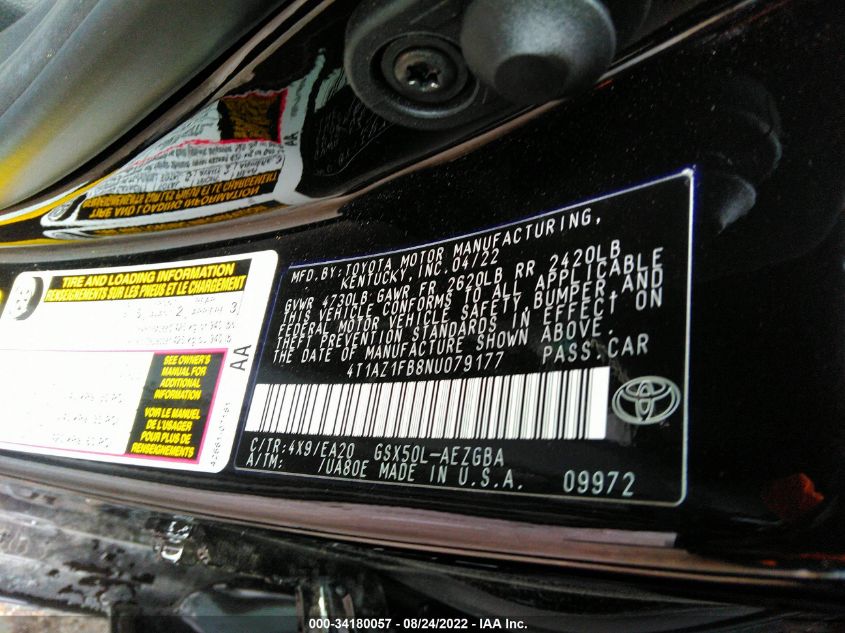 TIRE AND LOADING INFORMATION
RENSEIGNEMENTS SUR LES PNEUS ET LE CHARGEMENT
2
3
SEE OWNER'S
MANUAL FOR
ADDITIONAL
INFORMATION
VOIR LE MANUEL
DE L'USAGER
POUR PLUS DE
RENSEIGNEMENTS
AA
MFD. BY: TOYOTA MOTOR MANUFACTURING,
KENTUCKY, INC. 04/22
GVWR 4730LB GAWR FR 2620LB RR 2420LB
THIS VEHICLE CONFORMS TO ALL APPLICABLE
FEDERAL MOTOR VEHICLE SAFETY, BUMPER, AND
THEFT PREVENTION STANDARDS IN EFFECT ON
THE DATE OF MANUFACTURE SHOWN ABOVE.
4T1AZ1FB8NU079177 PASS.CAR
C/TR: 4X9/EA20 GSX50L-AEZGBA
A/TM: /UA80E MADE IN U.S.A. 09972
000-34180057 - 08/24/2022 - IAA Inc.